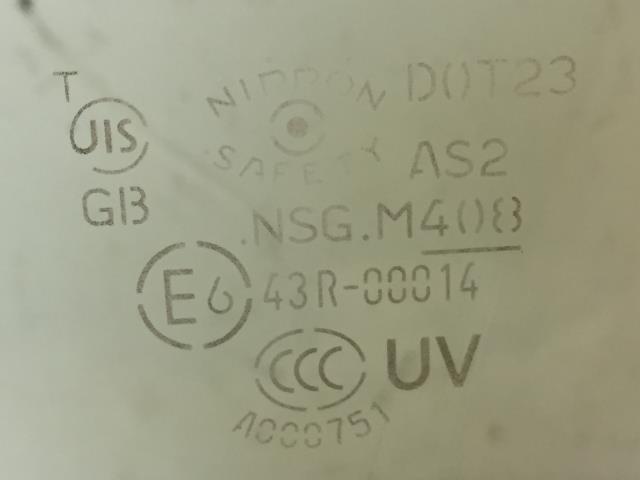 T
JIS
GB
NIPPON
SAFETY
DOT23
AS2
.NSG.M408
E6 43R-00014
CCC UV
A000751